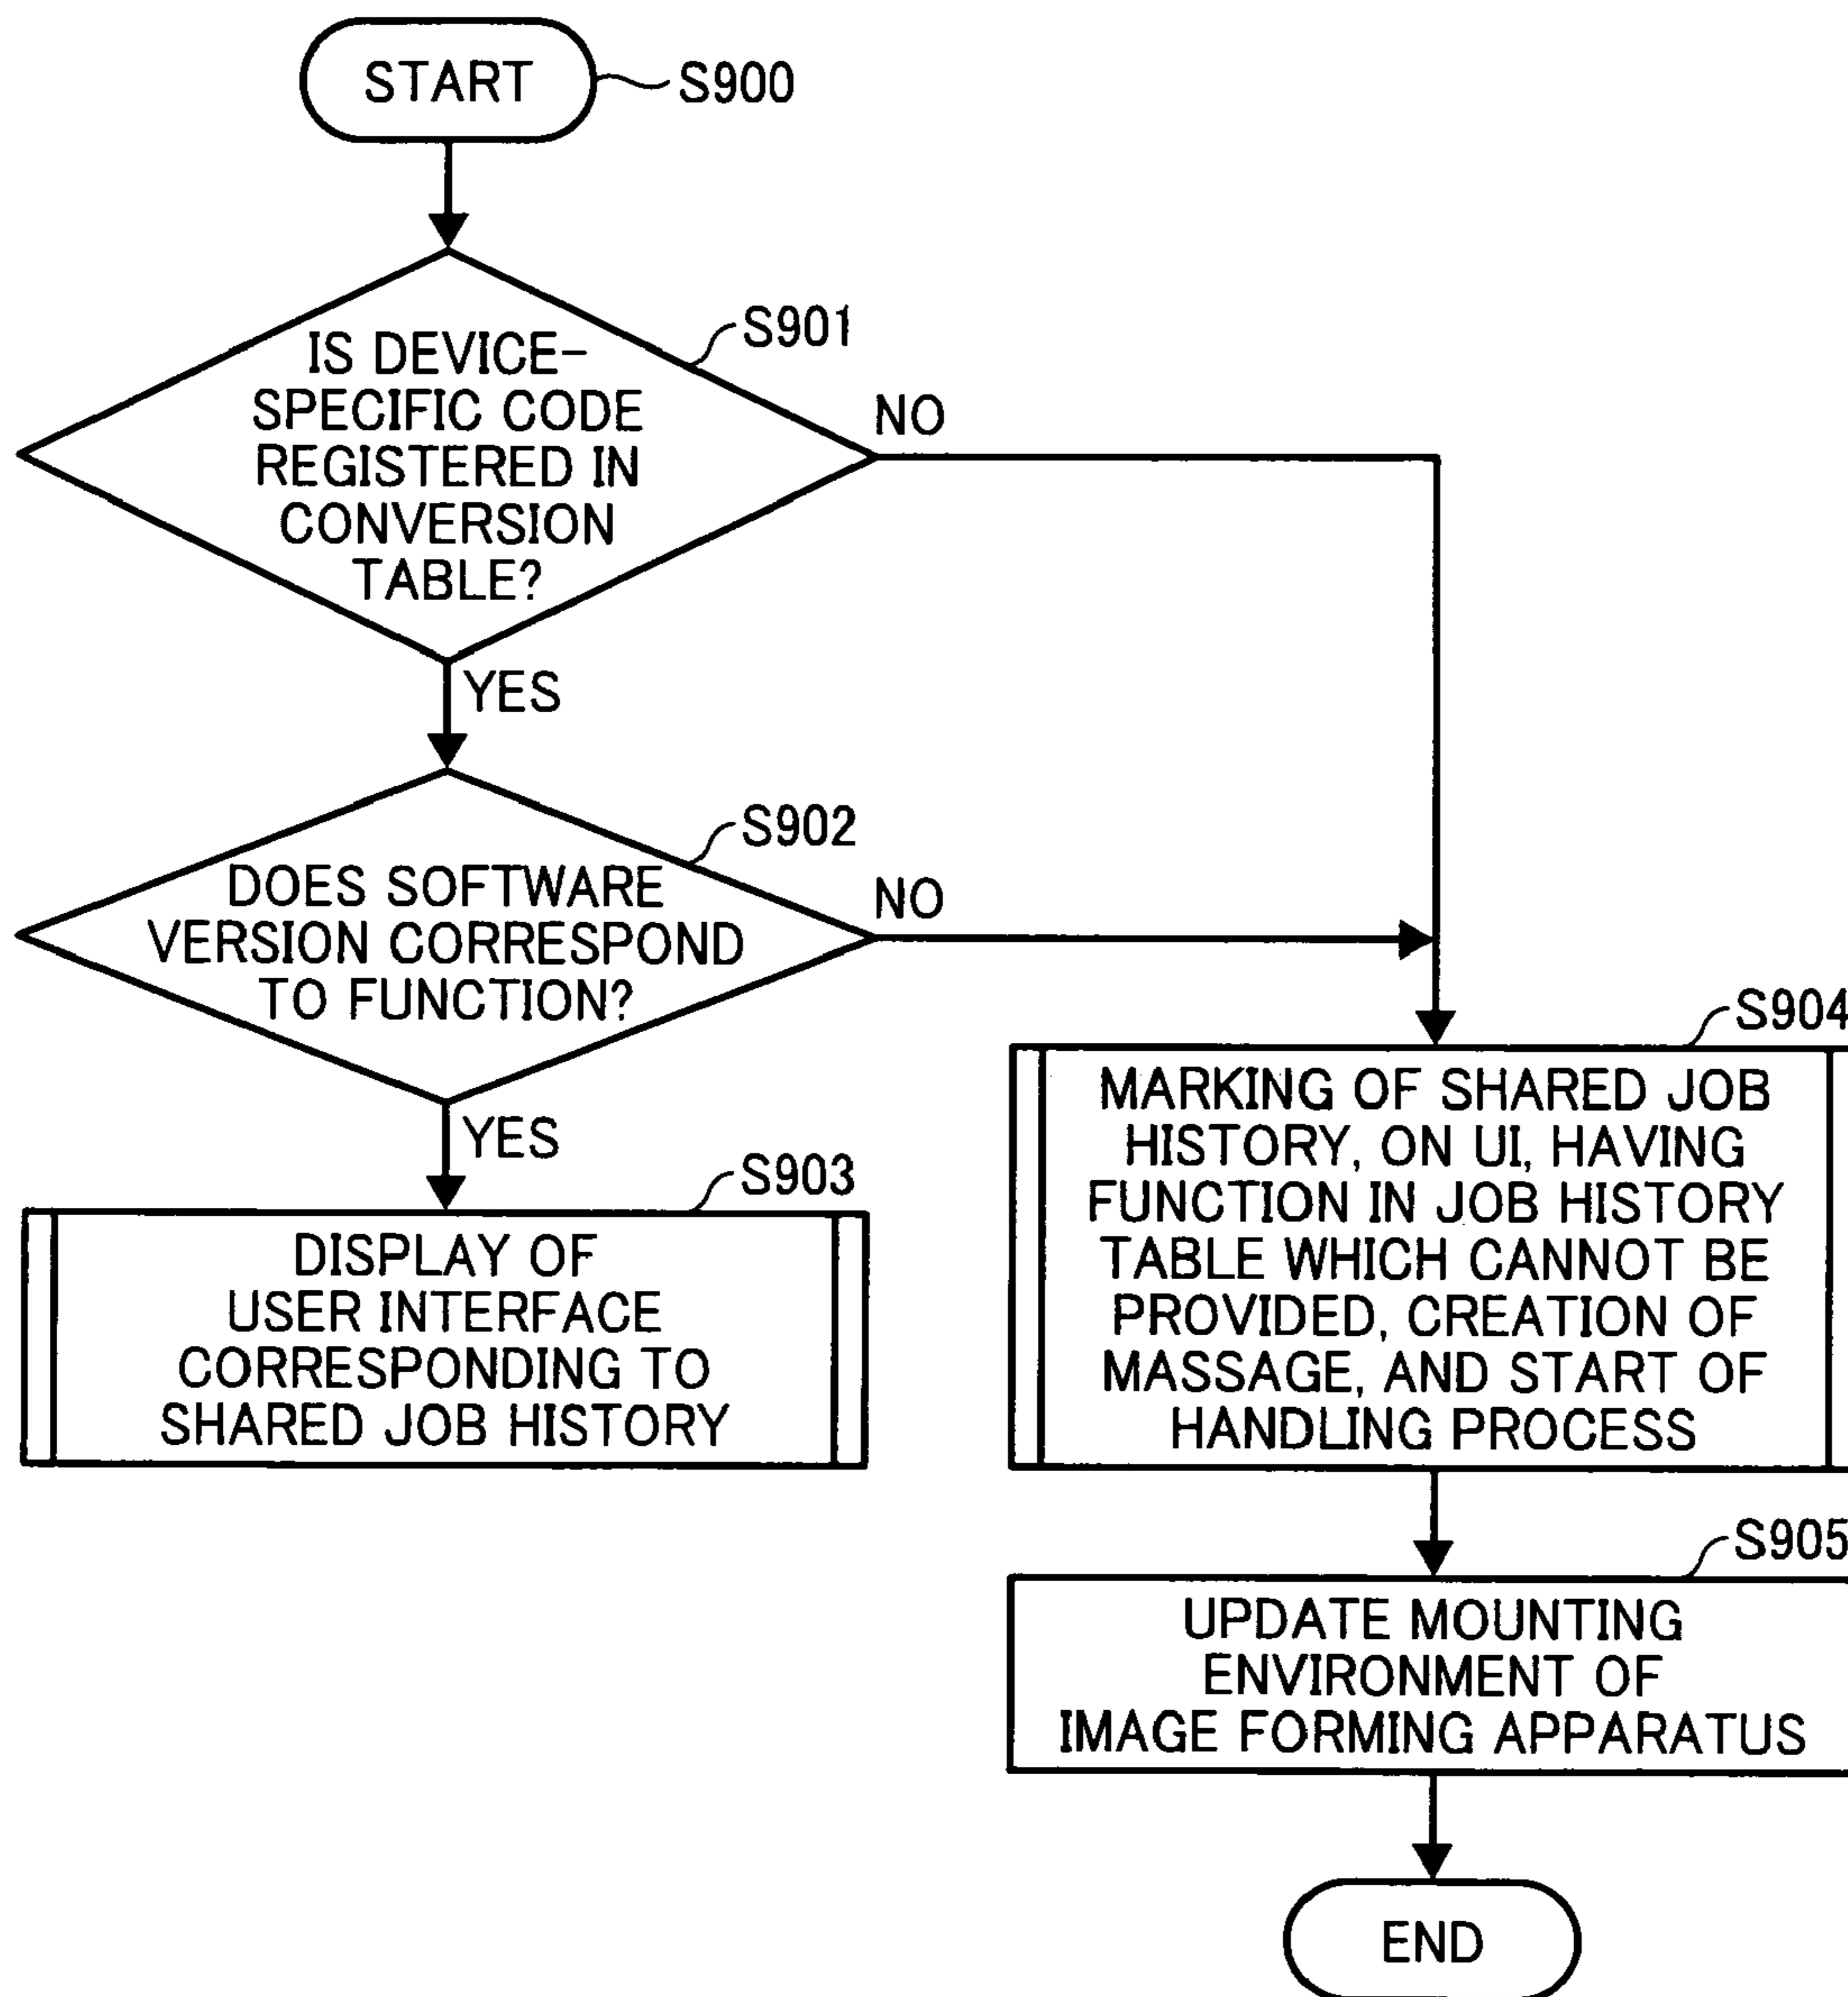 START
S900
S901
IS DEVICE-
SPECIFIC CODE
REGISTERED IN
CONVERSION
TABLE?
NO
YES
S902
DOES SOFTWARE
VERSION CORRESPOND
TO FUNCTION?
NO
YES
S903
DISPLAY OF
USER INTERFACE
CORRESPONDING TO
SHARED JOB HISTORY
S904
MARKING OF SHARED JOB
HISTORY, ON UI, HAVING
FUNCTION IN JOB HISTORY
TABLE WHICH CANNOT BE
PROVIDED, CREATION OF
MASSAGE, AND START OF
HANDLING PROCESS
S905
UPDATE MOUNTING
ENVIRONMENT OF
IMAGE FORMING APPARATUS
END